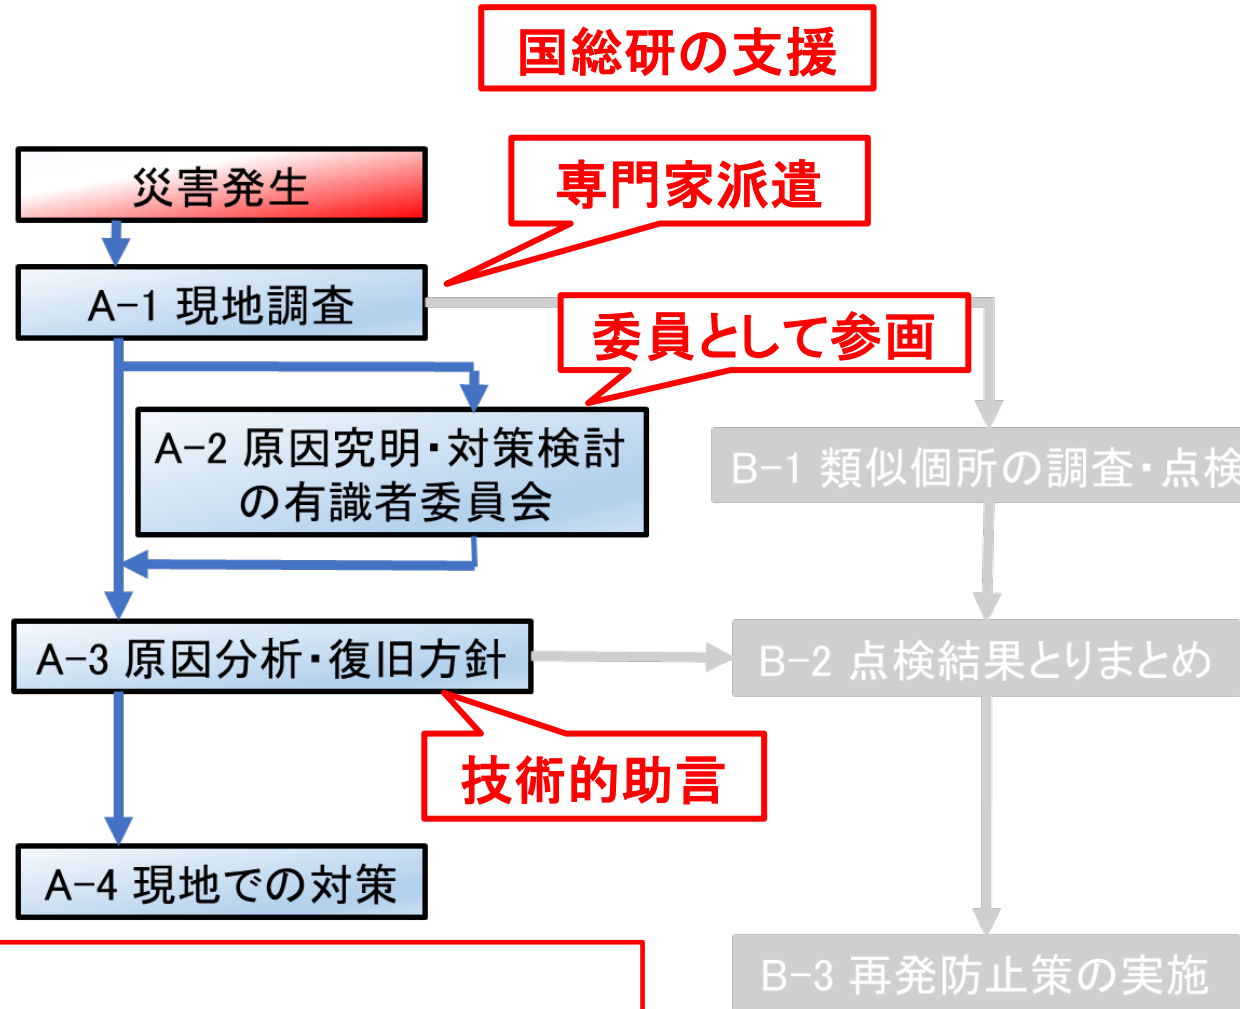 国総研の支援
災害発生
専門家派遣
A-1 現地調査
委員として参画
A-2 原因究明・対策検討
の有識者委員会
B-1 類似個所の調査・点検
A-3 原因分析・復旧方針
B-2 点検結果とりまとめ
技術的助言
A-4 現地での対策
B-3 再発防止策の実施